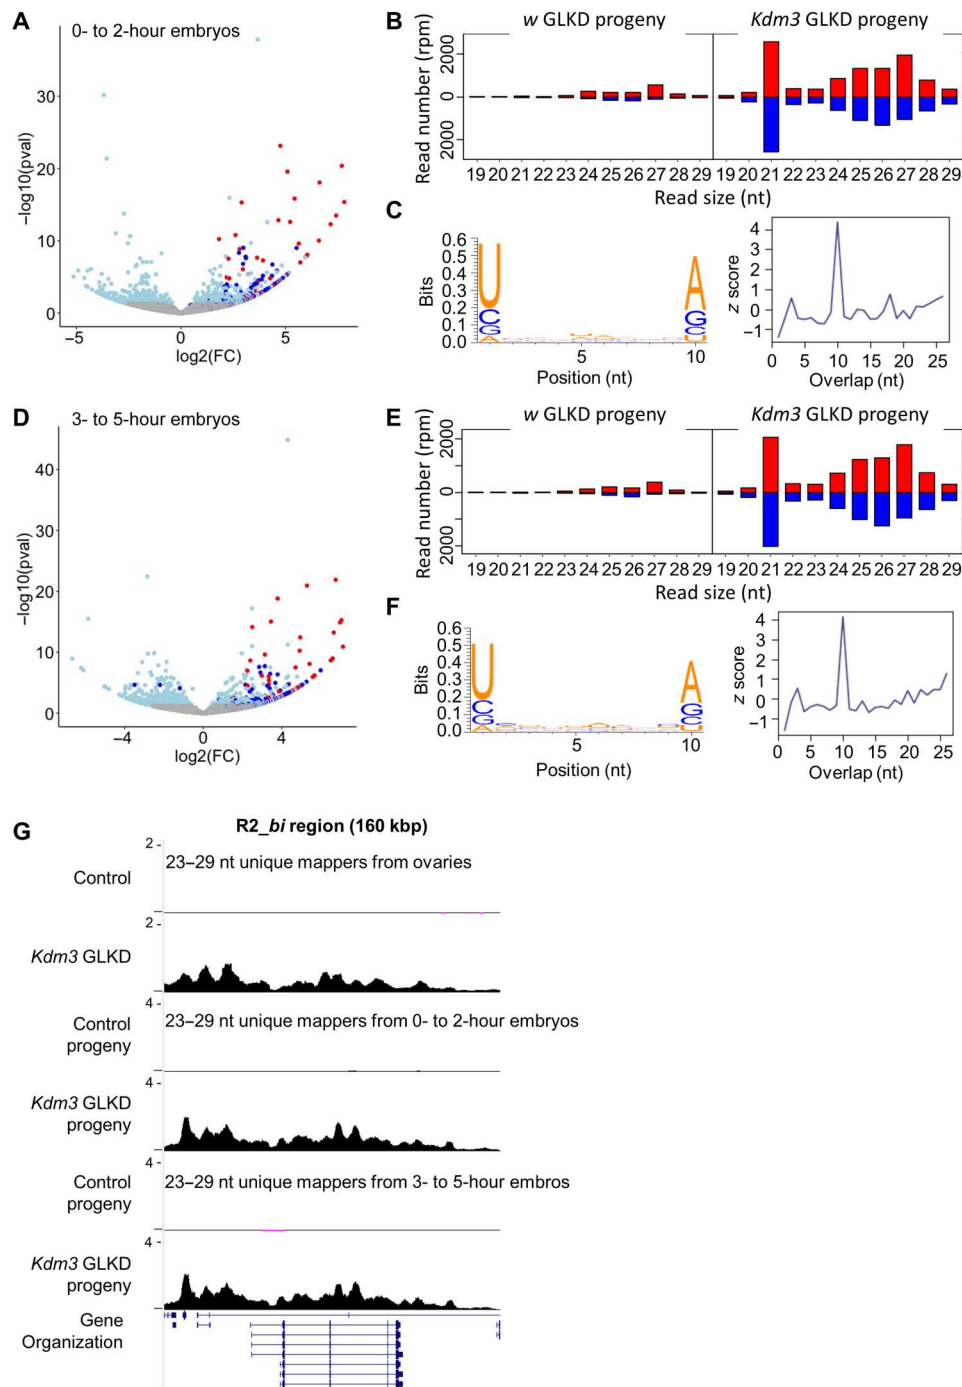 A
0- to 2-hour embryos
−log10(pval)
30
20
10
0
−5
0
5
log2(FC)
B
w GLKD progeny
Kdm3 GLKD progeny
Read number (rpm)
2000
0
2000
19 20 21 22 23 24 25 26 27 28 29 19 20 21 22 23 24 25 26 27 28 29
Read size (nt)
C
Bits
0.6
0.5
0.4
0.3
0.2
0.1
0.0
U
C
G
A
A
G
C
U
5
10
Position (nt)
z score
4
3
2
1
0
−1
0 5 10 15 20 25
Overlap (nt)
D
3- to 5-hour embryos
−log10(pval)
40
30
20
10
0
−4
0
4
log2(FC)
E
w GLKD progeny
Kdm3 GLKD progeny
Read number (rpm)
2000
0
2000
19 20 21 22 23 24 25 26 27 28 29 19 20 21 22 23 24 25 26 27 28 29
Read size (nt)
F
Bits
0.6
0.5
0.4
0.3
0.2
0.1
0.0
U
C
G
A
A
G
C
U
5
10
Position (nt)
z score
4
3
2
1
0
−1
0 5 10 15 20 25
Overlap (nt)
G
R2_bi region (160 kbp)
2 -
23–29 nt unique mappers from ovaries
Control
2 -
Kdm3 GLKD
4 -
23–29 nt unique mappers from 0- to 2-hour embryos
Control
progeny
4 -
Kdm3 GLKD
progeny
4 -
23–29 nt unique mappers from 3- to 5-hour embros
Control
progeny
4 -
Kdm3 GLKD
progeny
Gene
Organization